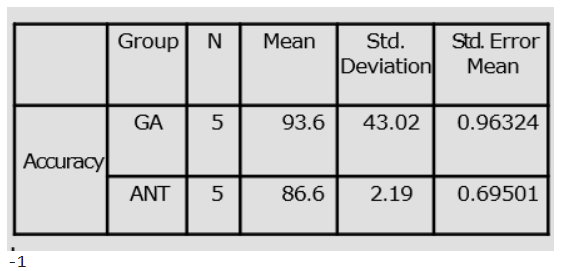 Group N Mean Std. Deviation Std. Error Mean
Accuracy GA 5 93.6 43.02 0.96324
ANT 5 86.6 2.19 0.69501
-1